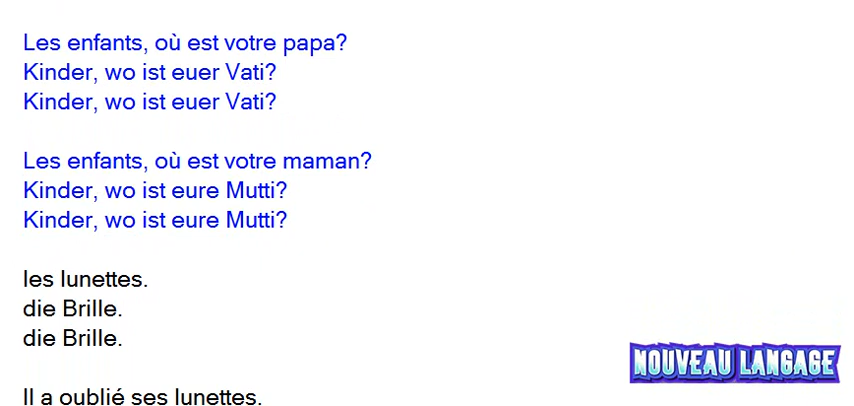 Les enfants, où est votre papa?
Kinder, wo ist euer Vati?
Kinder, wo ist euer Vati?
Les enfants, où est votre maman?
Kinder, wo ist eure Mutti?
Kinder, wo ist eure Mutti?
les lunettes.
die Brille.
die Brille.
NOUVEAU LANGAGE
Il a oublié ses lunettes.